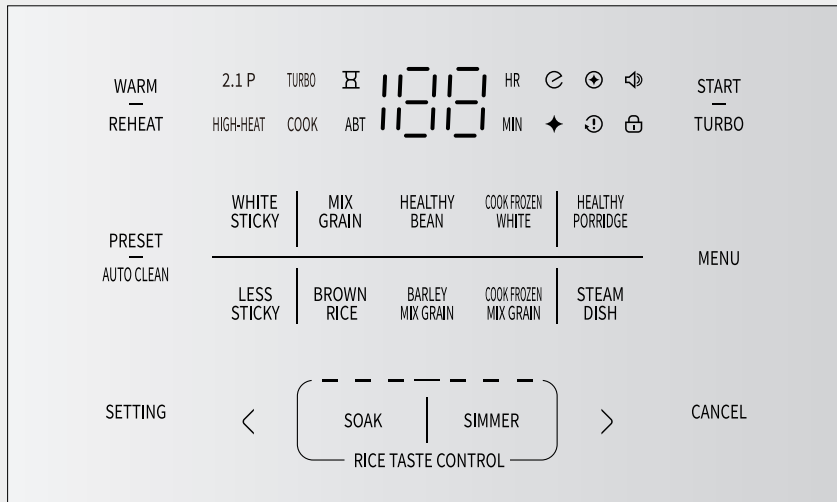 WARM
REHEAT
2.1 P TURBO
HIGH-HEAT COOK ABT
188
HR
MIN
START
TURBO
PRESET
AUTO CLEAN
WHITE
STICKY
MIX
GRAIN
HEALTHY
BEAN
COOK FROZEN
WHITE
HEALTHY
PORRIDGE
LESS
STICKY
BROWN
RICE
BARLEY
MIX GRAIN
COOK FROZEN
MIX GRAIN
STEAM
DISH
MENU
SETTING
<
SOAK
SIMMER
>
RICE TASTE CONTROL
CANCEL